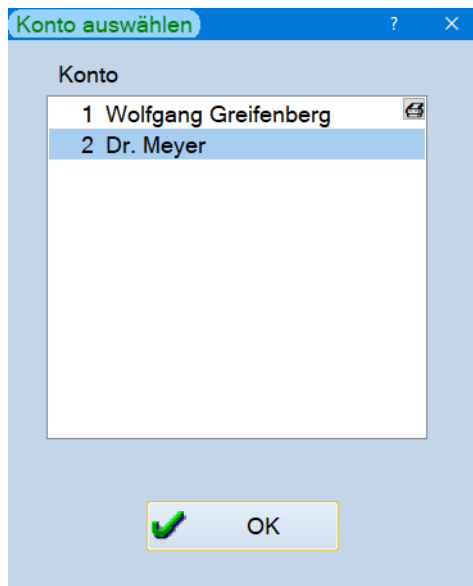 Konto auswählen
?
Konto
1 Wolfgang Greifenberg
2 Dr. Meyer
OK